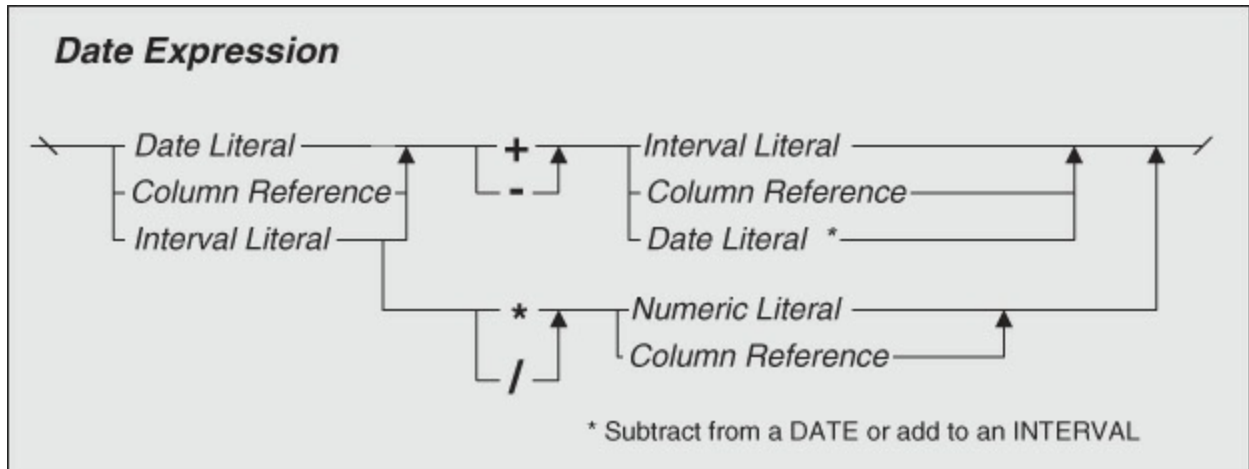 Date Expression
Date Literal + Interval Literal
Column Reference - Column Reference
Interval Literal Date Literal *
* Numeric Literal
/ Column Reference
* Subtract from a DATE or add to an INTERVAL